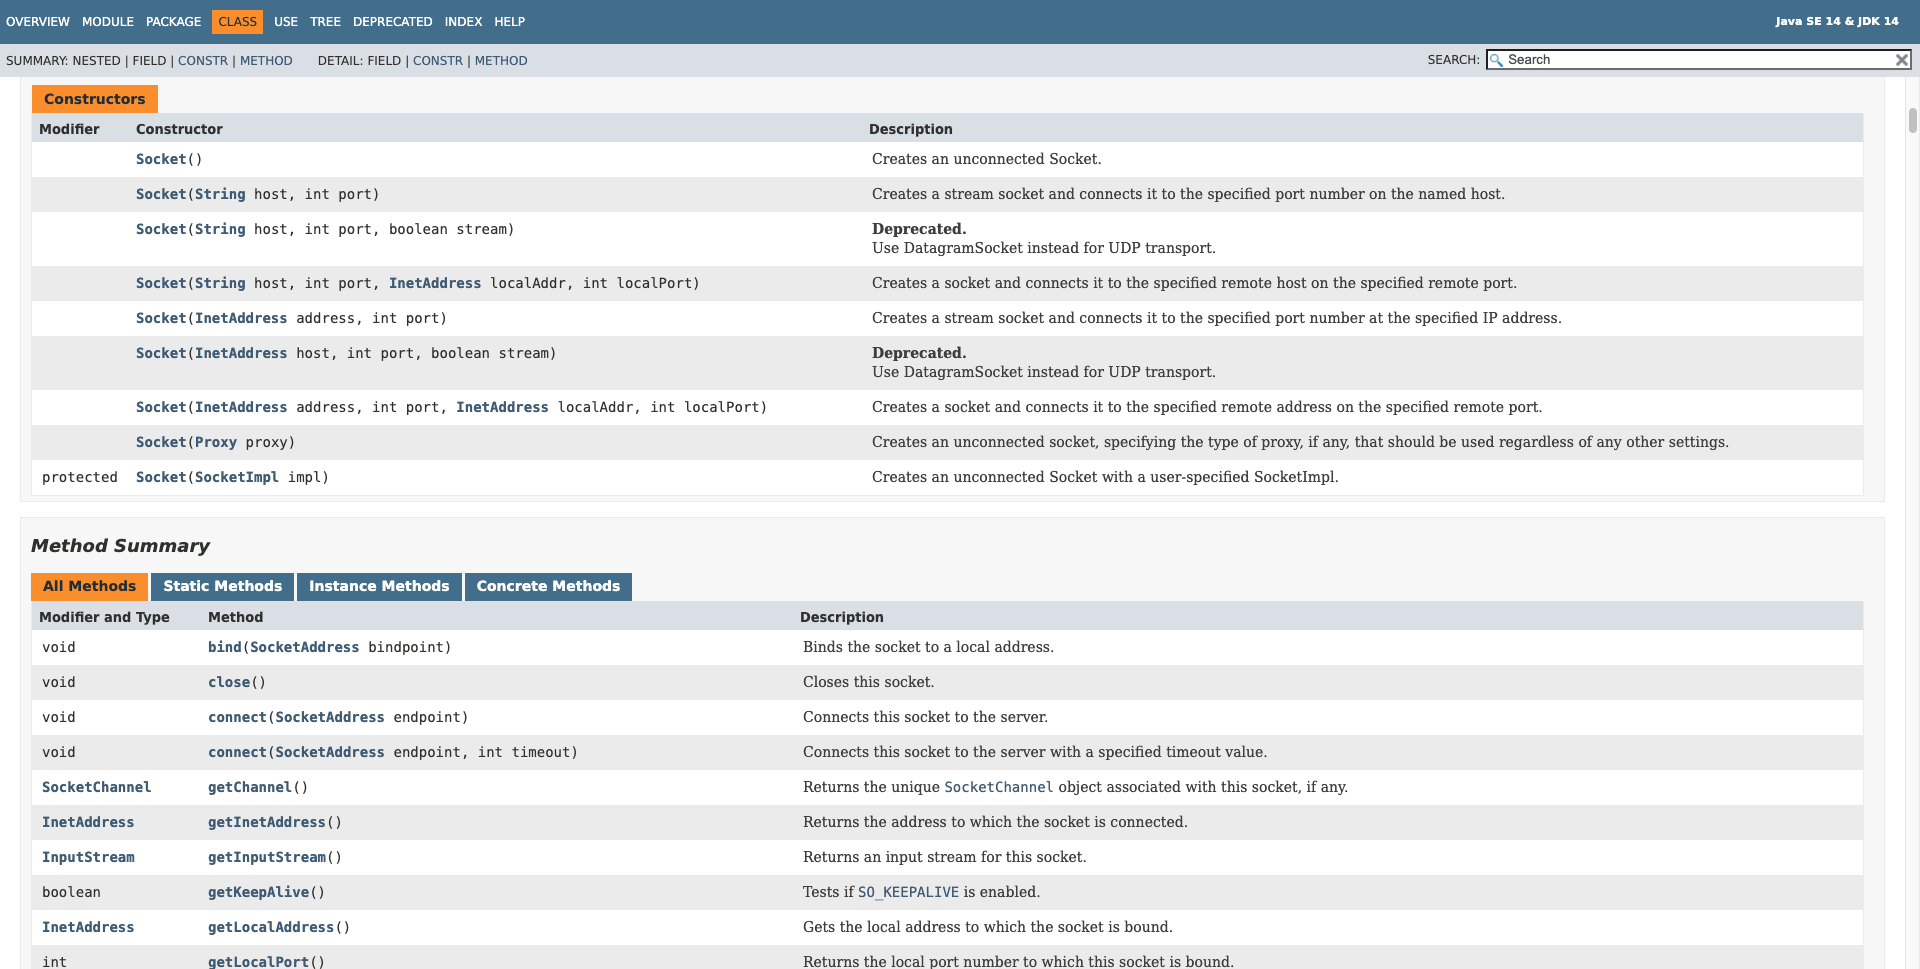 OVERVIEW MODULE PACKAGE CLASS USE TREE DEPRECATED INDEX HELP
Java SE 14 & JDK 14
SUMMARY: NESTED | FIELD | CONSTR | METHOD DETAIL: FIELD | CONSTR | METHOD
SEARCH: Search
Constructors
Modifier Constructor Description
Socket() Creates an unconnected Socket.
Socket(String host, int port) Creates a stream socket and connects it to the specified port number on the named host.
Socket(String host, int port, boolean stream) Deprecated.
Use DatagramSocket instead for UDP transport.
Socket(String host, int port, InetAddress localAddr, int localPort) Creates a socket and connects it to the specified remote host on the specified remote port.
Socket(InetAddress address, int port) Creates a stream socket and connects it to the specified port number at the specified IP address.
Socket(InetAddress host, int port, boolean stream) Deprecated.
Use DatagramSocket instead for UDP transport.
Socket(InetAddress address, int port, InetAddress localAddr, int localPort) Creates a socket and connects it to the specified remote address on the specified remote port.
Socket(Proxy proxy) Creates an unconnected socket, specifying the type of proxy, if any, that should be used regardless of any other settings.
protected Socket(SocketImpl impl) Creates an unconnected Socket with a user-specified SocketImpl.
Method Summary
All Methods Static Methods Instance Methods Concrete Methods
Modifier and Type Method Description
void bind(SocketAddress bindpoint) Binds the socket to a local address.
void close() Closes this socket.
void connect(SocketAddress endpoint) Connects this socket to the server.
void connect(SocketAddress endpoint, int timeout) Connects this socket to the server with a specified timeout value.
SocketChannel getChannel() Returns the unique SocketChannel object associated with this socket, if any.
InetAddress getInetAddress() Returns the address to which the socket is connected.
InputStream getInputStream() Returns an input stream for this socket.
boolean getKeepAlive() Tests if SO_KEEPALIVE is enabled.
InetAddress getLocalAddress() Gets the local address to which the socket is bound.
int getLocalPort() Returns the local port number to which this socket is bound.